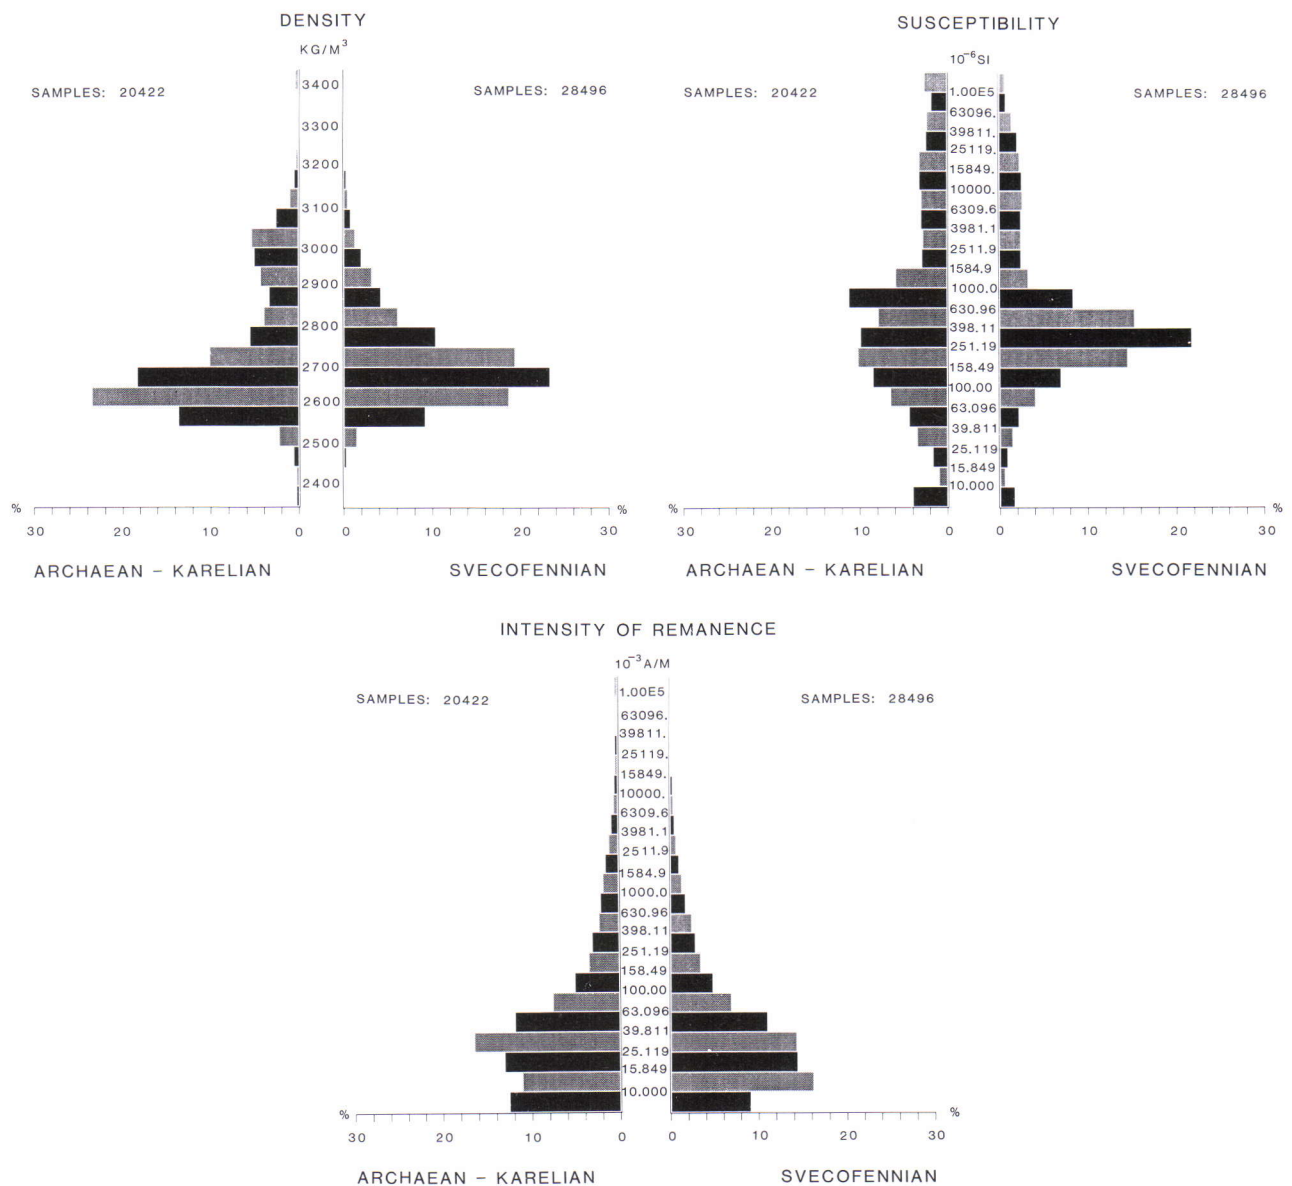 DENSITY
KG/M³
SAMPLES: 20422
SAMPLES: 28496
3400
3300
3200
3100
3000
2900
2800
2700
2600
2500
2400
% %
30 20 10 0 0 10 20 30
ARCHAEAN – KARELIAN SVECOFENNIAN
SUSCEPTIBILITY
10⁻⁶SI
SAMPLES: 20422
SAMPLES: 28496
1.00E5
63096.
39811.
25119.
15849.
10000.
6309.6
3981.1
2511.9
1584.9
1000.0
630.96
398.11
251.19
158.49
100.00
63.096
39.811
25.119
15.849
10.000
% %
30 20 10 0 0 10 20 30
ARCHAEAN – KARELIAN SVECOFENNIAN
INTENSITY OF REMANENCE
10⁻³A/M
SAMPLES: 20422
SAMPLES: 28496
1.00E5
63096.
39811.
25119.
15849.
10000.
6309.6
3981.1
2511.9
1584.9
1000.0
630.96
398.11
251.19
158.49
100.00
63.096
39.811
25.119
15.849
10.000
% %
30 20 10 0 0 10 20 30
ARCHAEAN – KARELIAN SVECOFENNIAN